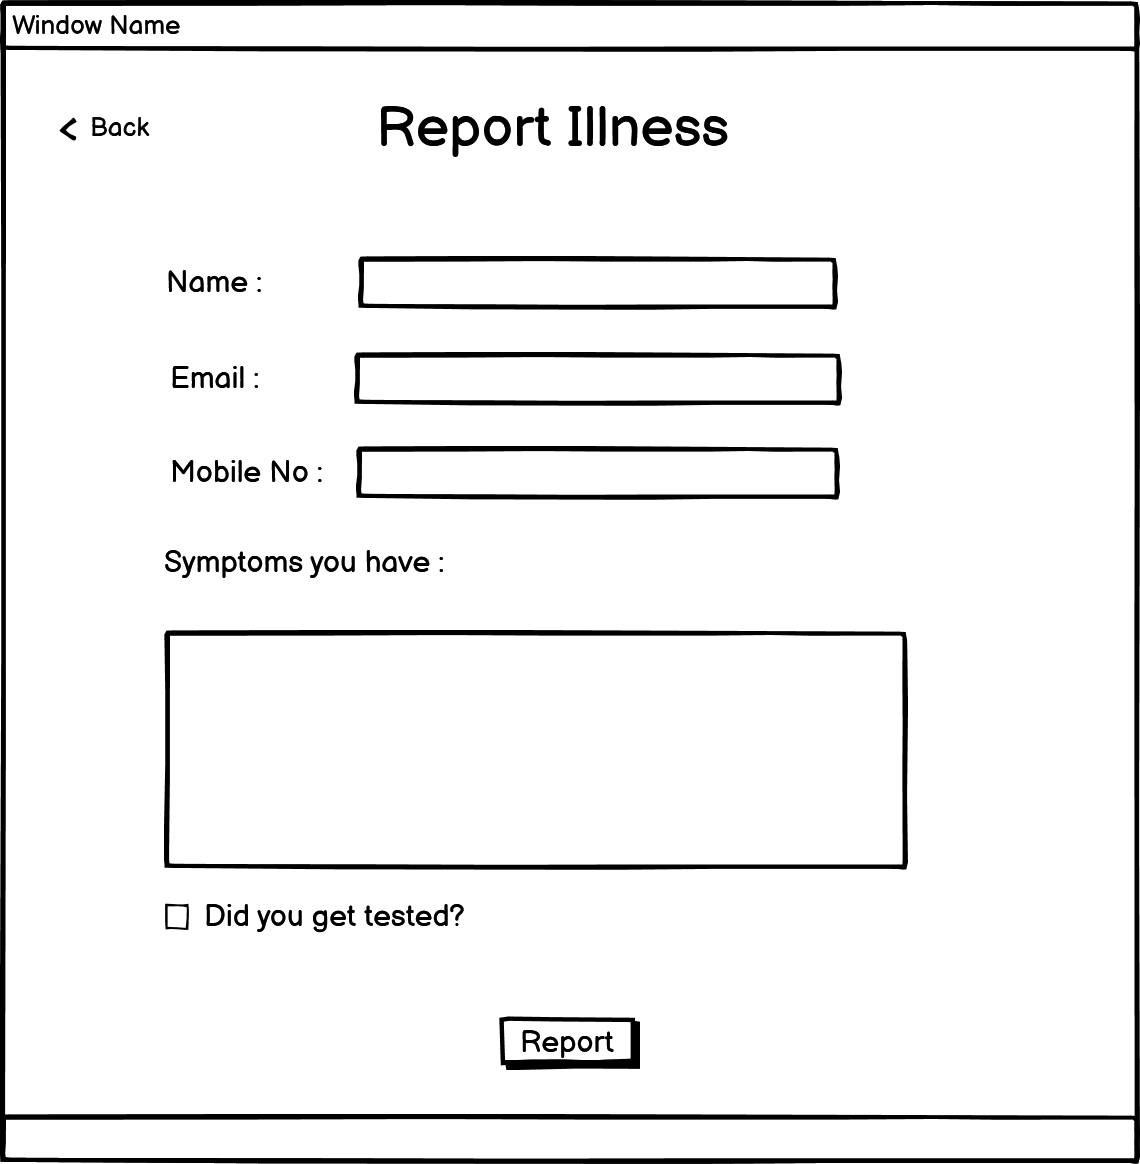 Window Name
Back
Report Illness
Name :
Email :
Mobile No :
Symptoms you have :
Did you get tested?
Report